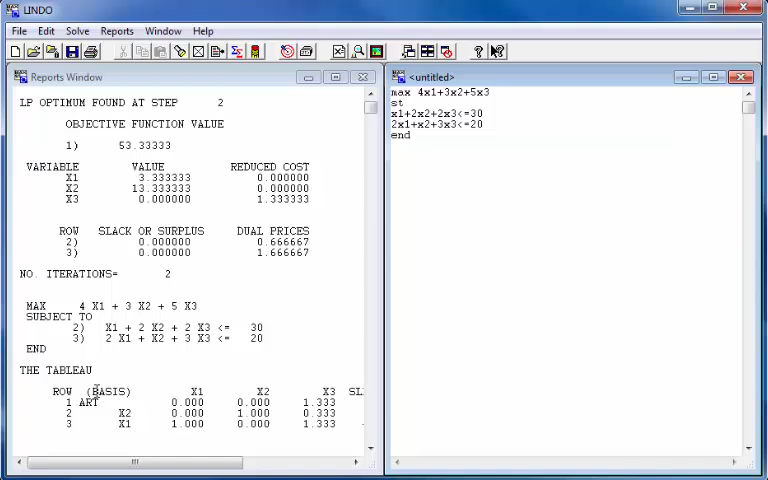 LINDO
File Edit Solve Reports Window Help
Reports Window
LP OPTIMUM FOUND AT STEP 2
OBJECTIVE FUNCTION VALUE
1) 53.33333
VARIABLE VALUE REDUCED COST
X1 3.333333 0.000000
X2 13.333333 0.000000
X3 0.000000 1.333333
ROW SLACK OR SURPLUS DUAL PRICES
2) 0.000000 0.666667
3) 0.000000 1.666667
NO. ITERATIONS= 2
MAX 4 X1 + 3 X2 + 5 X3
SUBJECT TO
2) X1 + 2 X2 + 2 X3 <= 30
3) 2 X1 + X2 + 3 X3 <= 20
END
THE TABLEAU
ROW (BASIS) X1 X2 X3 SL
1 ART 0.000 0.000 1.333
2 X2 0.000 1.000 0.333
3 X1 1.000 0.000 1.333
<untitled>
max 4x1+3x2+5x3
st
x1+2x2+2x3<=30
2x1+x2+3x3<=20
end